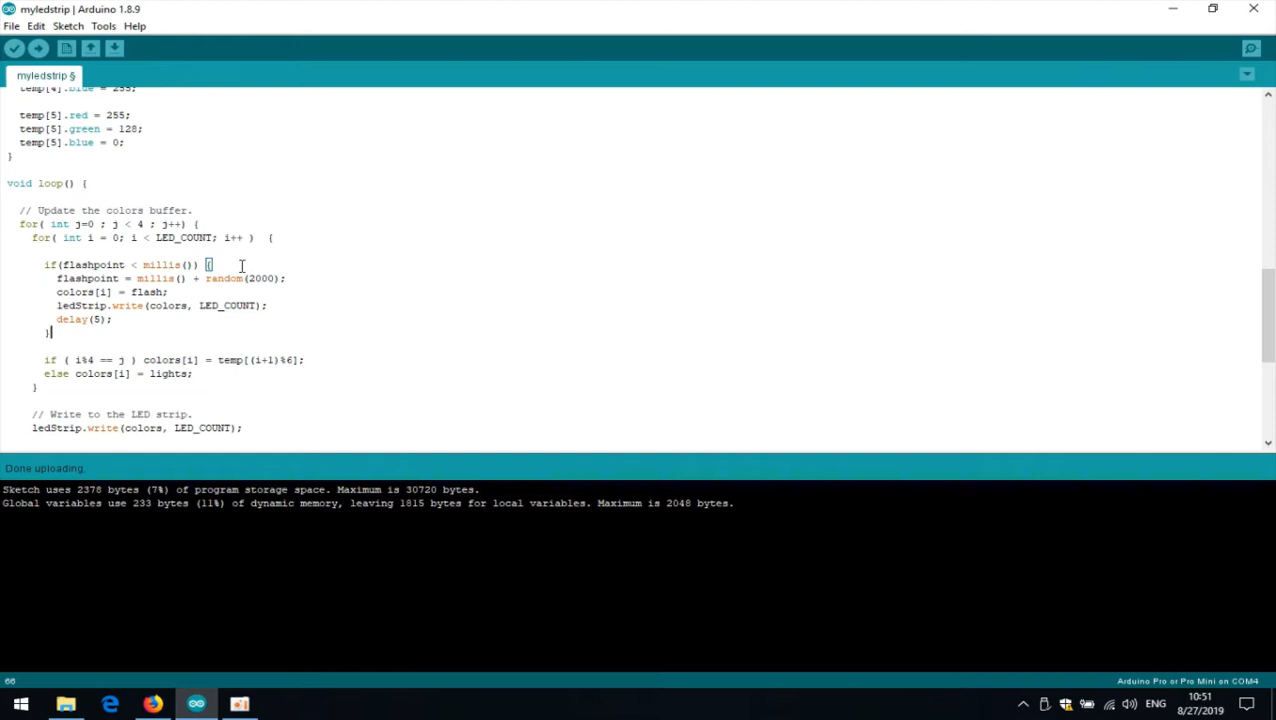 myledstrip | Arduino 1.8.9
File Edit Sketch Tools Help
myledstrip §
temp[4].blue = 255;
temp[5].red = 255;
temp[5].green = 128;
temp[5].blue = 0;
}
void loop() {
// Update the colors buffer.
for( int j=0 ; j < 4 ; j++) {
for( int i = 0; i < LED_COUNT; i++ ) {
if(flashpoint < millis()) {
flashpoint = millis() + random(2000);
colors[i] = flash;
ledStrip.write(colors, LED_COUNT);
delay(5);
}
if ( i%4 == j ) colors[i] = temp[(i+1)%6];
else colors[i] = lights;
}
// Write to the LED strip.
ledStrip.write(colors, LED_COUNT);
Done uploading.
Sketch uses 2378 bytes (7%) of program storage space. Maximum is 30720 bytes.
Global variables use 233 bytes (11%) of dynamic memory, leaving 1815 bytes for local variables. Maximum is 2048 bytes.
66 Arduino Pro or Pro Mini on COM4
ENG
10:51
8/27/2019